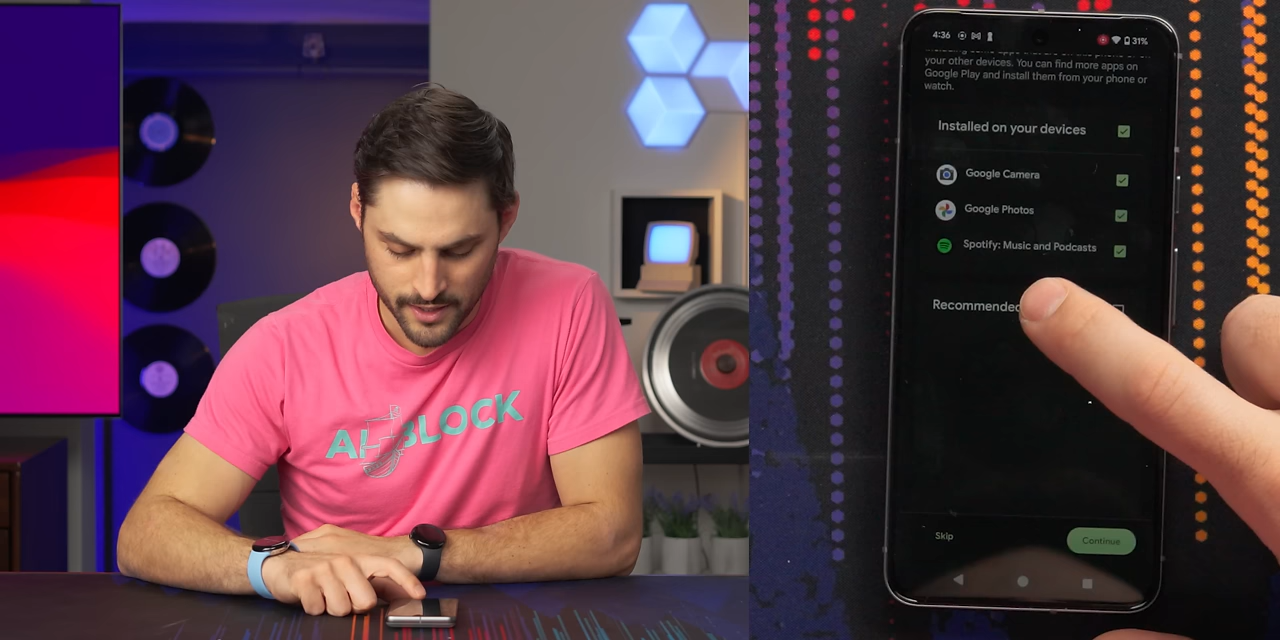 AH BLOCK
4:36
31%
your other devices. You can find more apps on
Google Play and install them from your phone or
watch.
Installed on your devices
Google Camera
Google Photos
Spotify: Music and Podcasts
Recommended
Skip
Continue